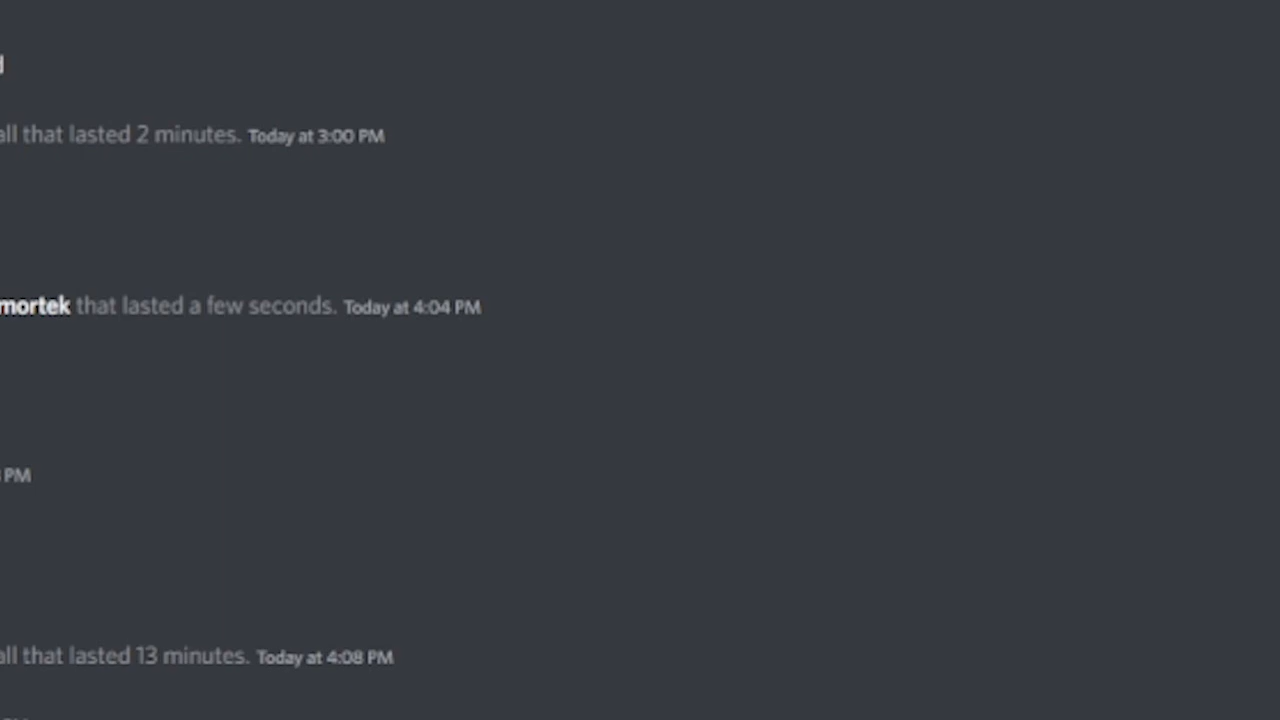 all that lasted 2 minutes. Today at 3:00 PM
mortek that lasted a few seconds. Today at 4:04 PM
PM
all that lasted 13 minutes. Today at 4:08 PM